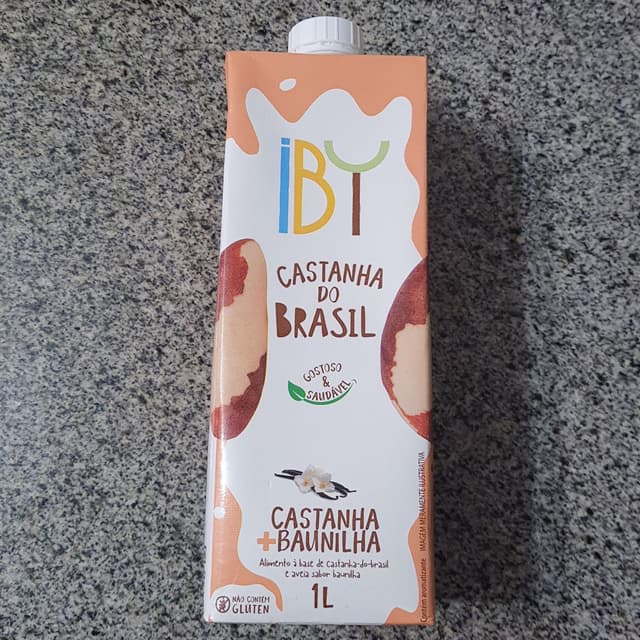 iBY
CASTANHA
DO
BRASIL
GOSTOSO
&
SAUDÁVEL
CASTANHA
+BAUNILHA
Alimento à base de castanha-do-brasil
e aveia sabor baunilha
NÃO CONTÉM
GLÚTEN
1L
Contém aromatizante
IMAGEM MERAMENTE ILUSTRATIVA